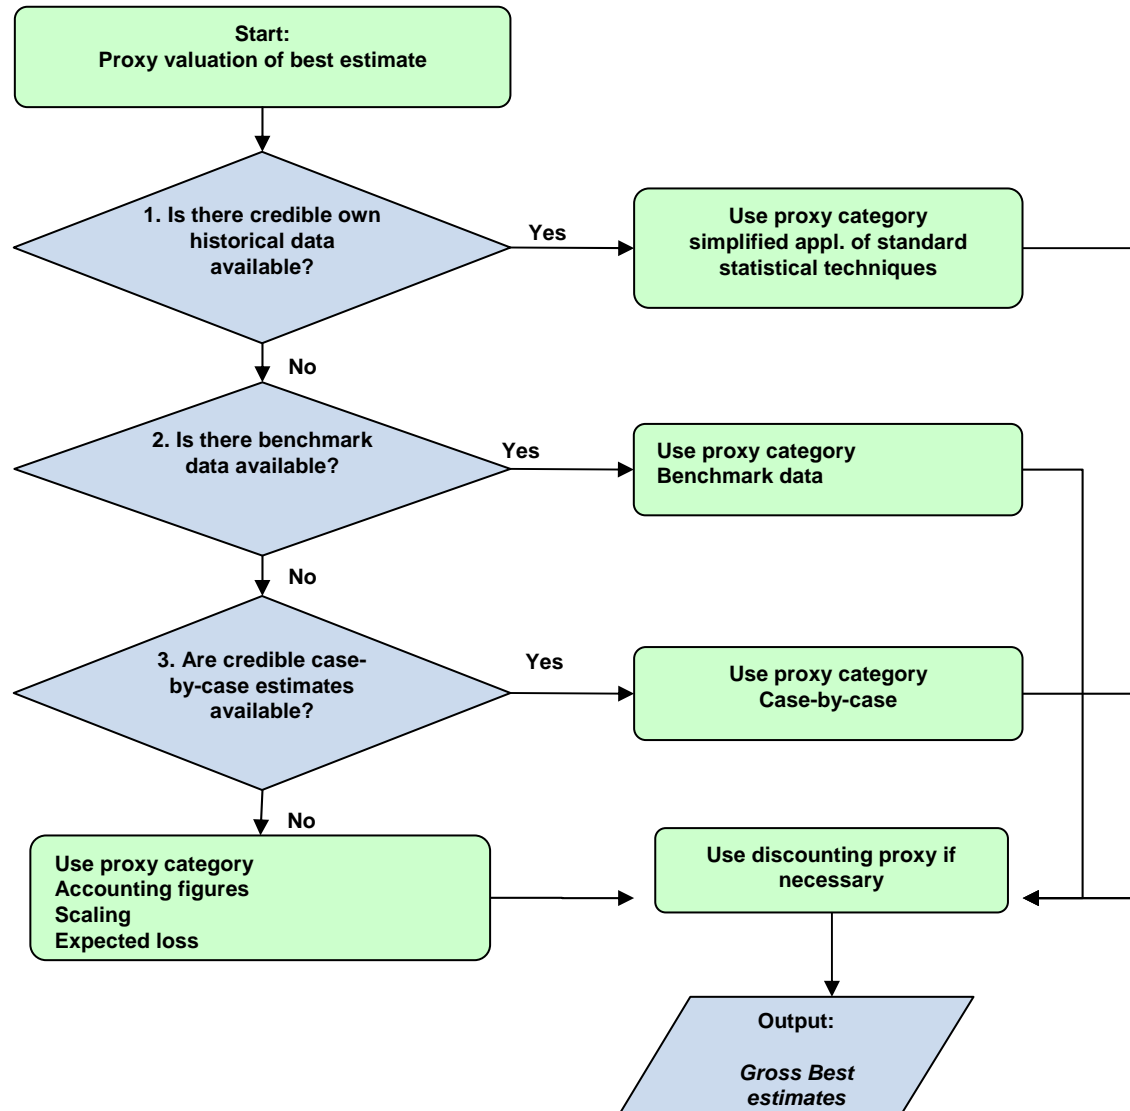 Start:
Proxy valuation of best estimate
1. Is there credible own
historical data
available?
Yes
Use proxy category
simplified appl. of standard
statistical techniques
No
2. Is there benchmark
data available?
Yes
Use proxy category
Benchmark data
No
3. Are credible case-
by-case estimates
available?
Yes
Use proxy category
Case-by-case
No
Use proxy category
Accounting figures
Scaling
Expected loss
Use discounting proxy if
necessary
Output:
Gross Best
estimates